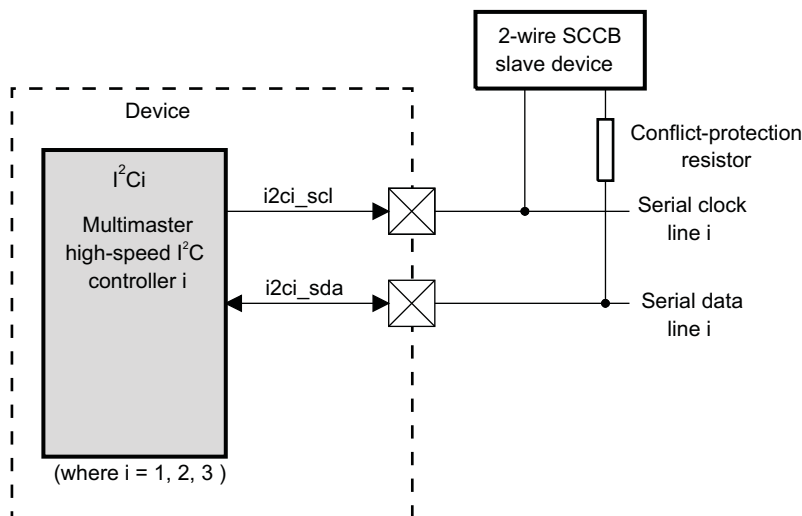 2-wire SCCB
slave device
Device
Conflict-protection
resistor
I²Ci
Multimaster
high-speed I²C
controller i
i2ci_scl
Serial clock
line i
i2ci_sda
Serial data
line i
(where i = 1, 2, 3 )